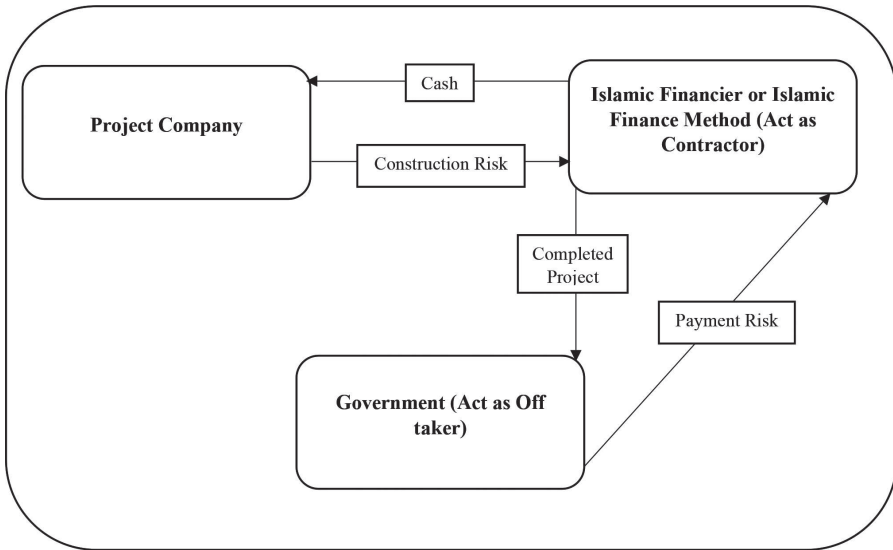 Cash
Project Company
Islamic Financier or Islamic
Finance Method (Act as
Contractor)
Construction Risk
Completed
Project
Payment Risk
Government (Act as Off
taker)